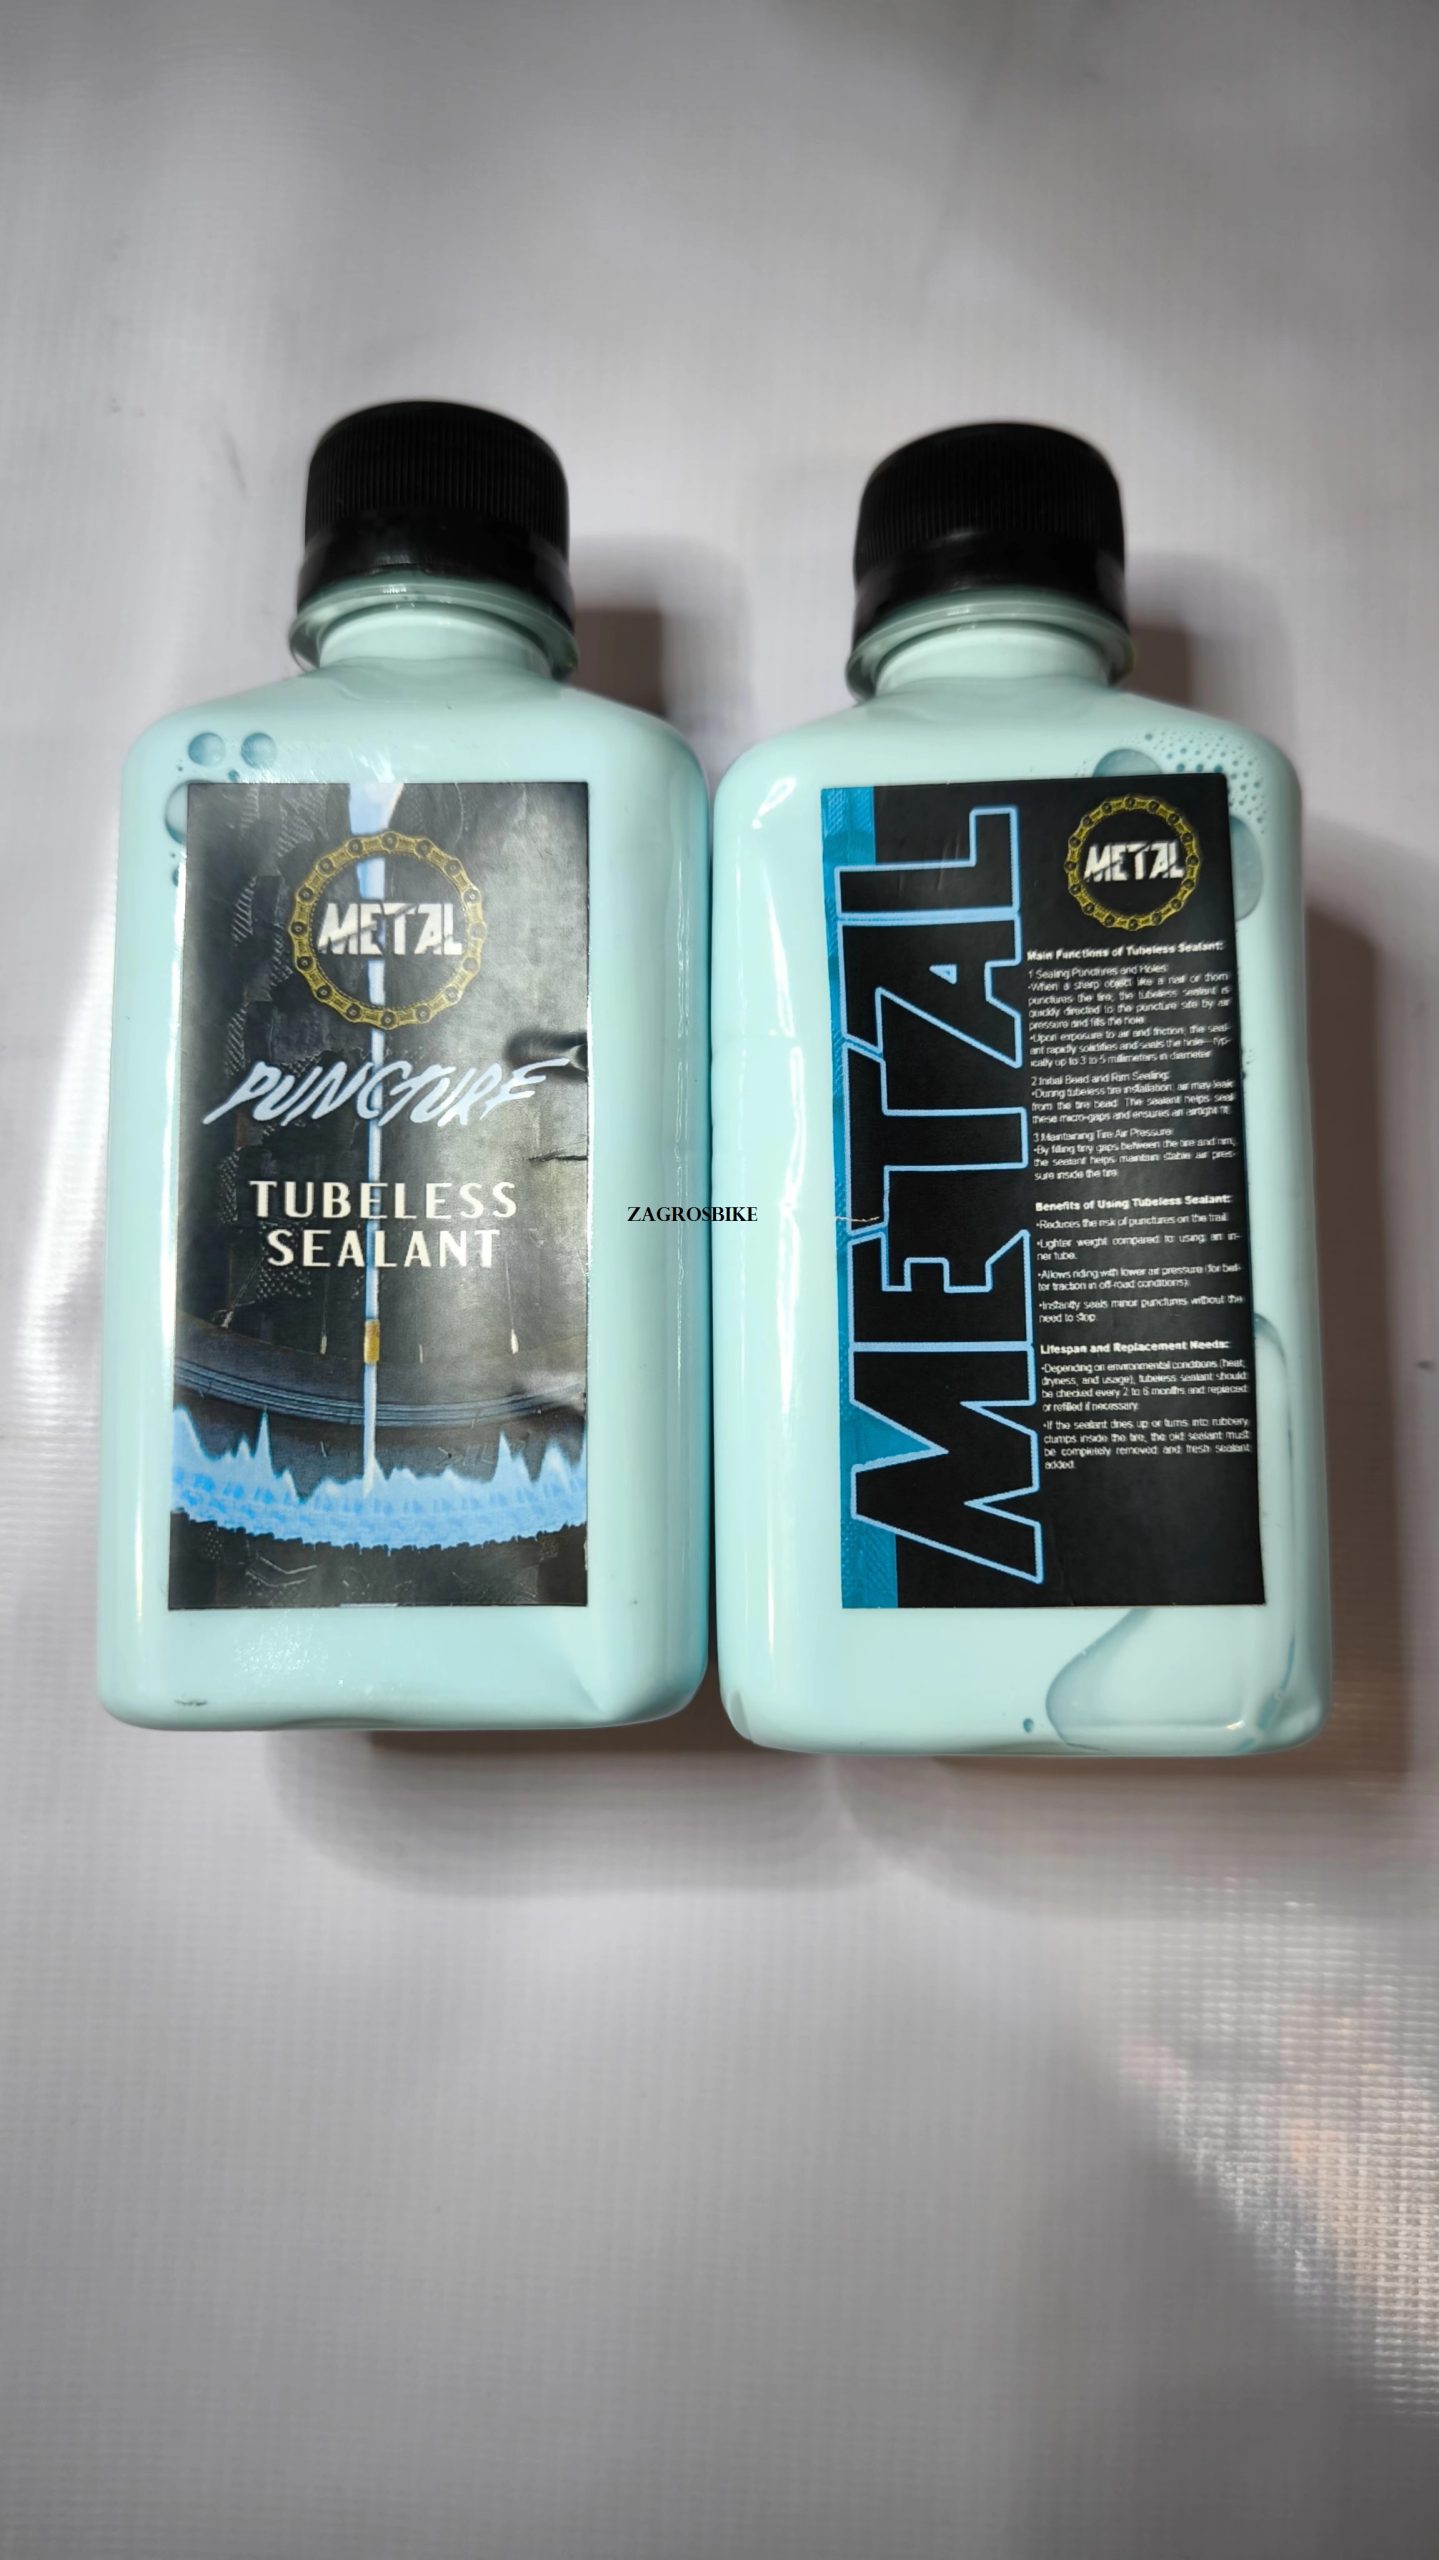 METAL
PUNCTURE
TUBELESS
SEALANT
ZAGROSBIKE
METAL
METAL
Main Functions of Tubeless Sealant:
1.Sealing Punctures and Holes:
•When a sharp object like a nail or thorn
punctures the tire, the tubeless sealant is
quickly directed to the puncture site by air
pressure and fills the hole.
•Upon exposure to air and friction, the seal-
ant rapidly solidifies and seals the hole—typ-
ically up to 3 to 5 millimeters in diameter.
2.Initial Bead and Rim Sealing:
•During tubeless tire installation, air may leak
from the tire bead. The sealant helps seal
these micro-gaps and ensures an airtight fit.
3.Maintaining Tire Air Pressure:
•By filling tiny gaps between the tire and rim,
the sealant helps maintain stable air pres-
sure inside the tire.
Benefits of Using Tubeless Sealant:
•Reduces the risk of punctures on the trail.
•Lighter weight compared to using an in-
ner tube.
•Allows riding with lower air pressure (for bet-
ter traction in off-road conditions).
•Instantly seals minor punctures without the
need to stop.
Lifespan and Replacement Needs:
•Depending on environmental conditions (heat,
dryness, and usage), tubeless sealant should
be checked every 2 to 6 months and replaced
or refilled if necessary.
•If the sealant dries up or turns into rubbery
clumps inside the tire, the old sealant must
be completely removed and fresh sealant
added.